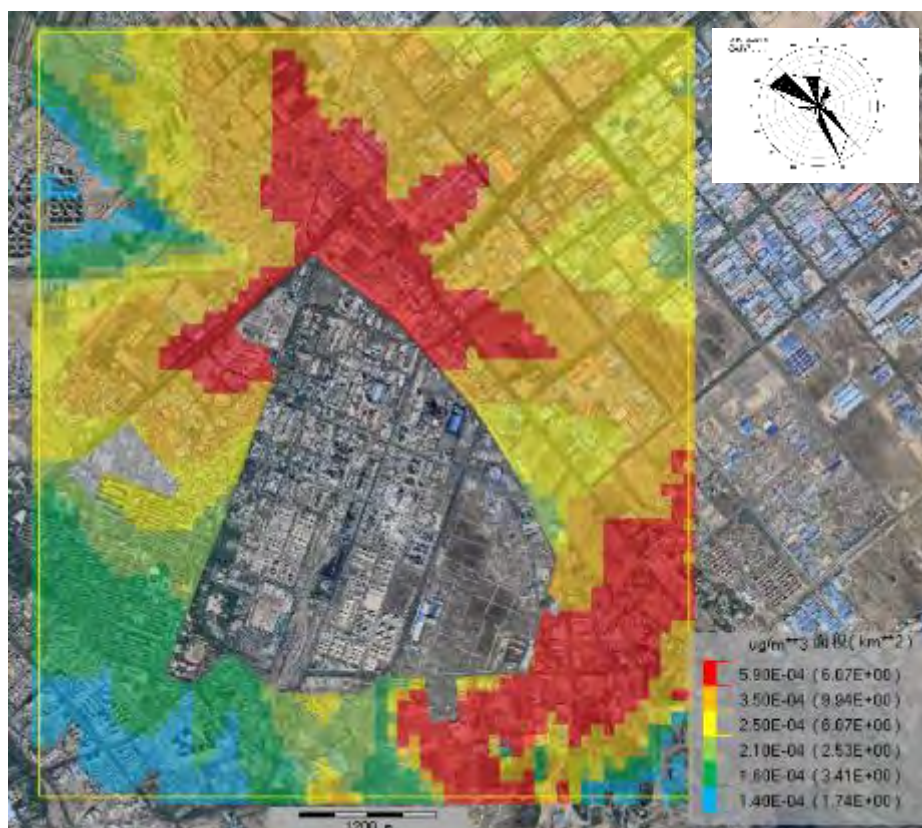 ug/m**3 面积( km**2 )
5.90E-04 ( 6.07E+00 )
3.50E-04 ( 9.94E+00 )
2.50E-04 ( 6.67E+00 )
2.10E-04 ( 2.53E+00 )
1.60E-04 ( 3.41E+00 )
1.40E-04 ( 1.74E+00 )
1200 m